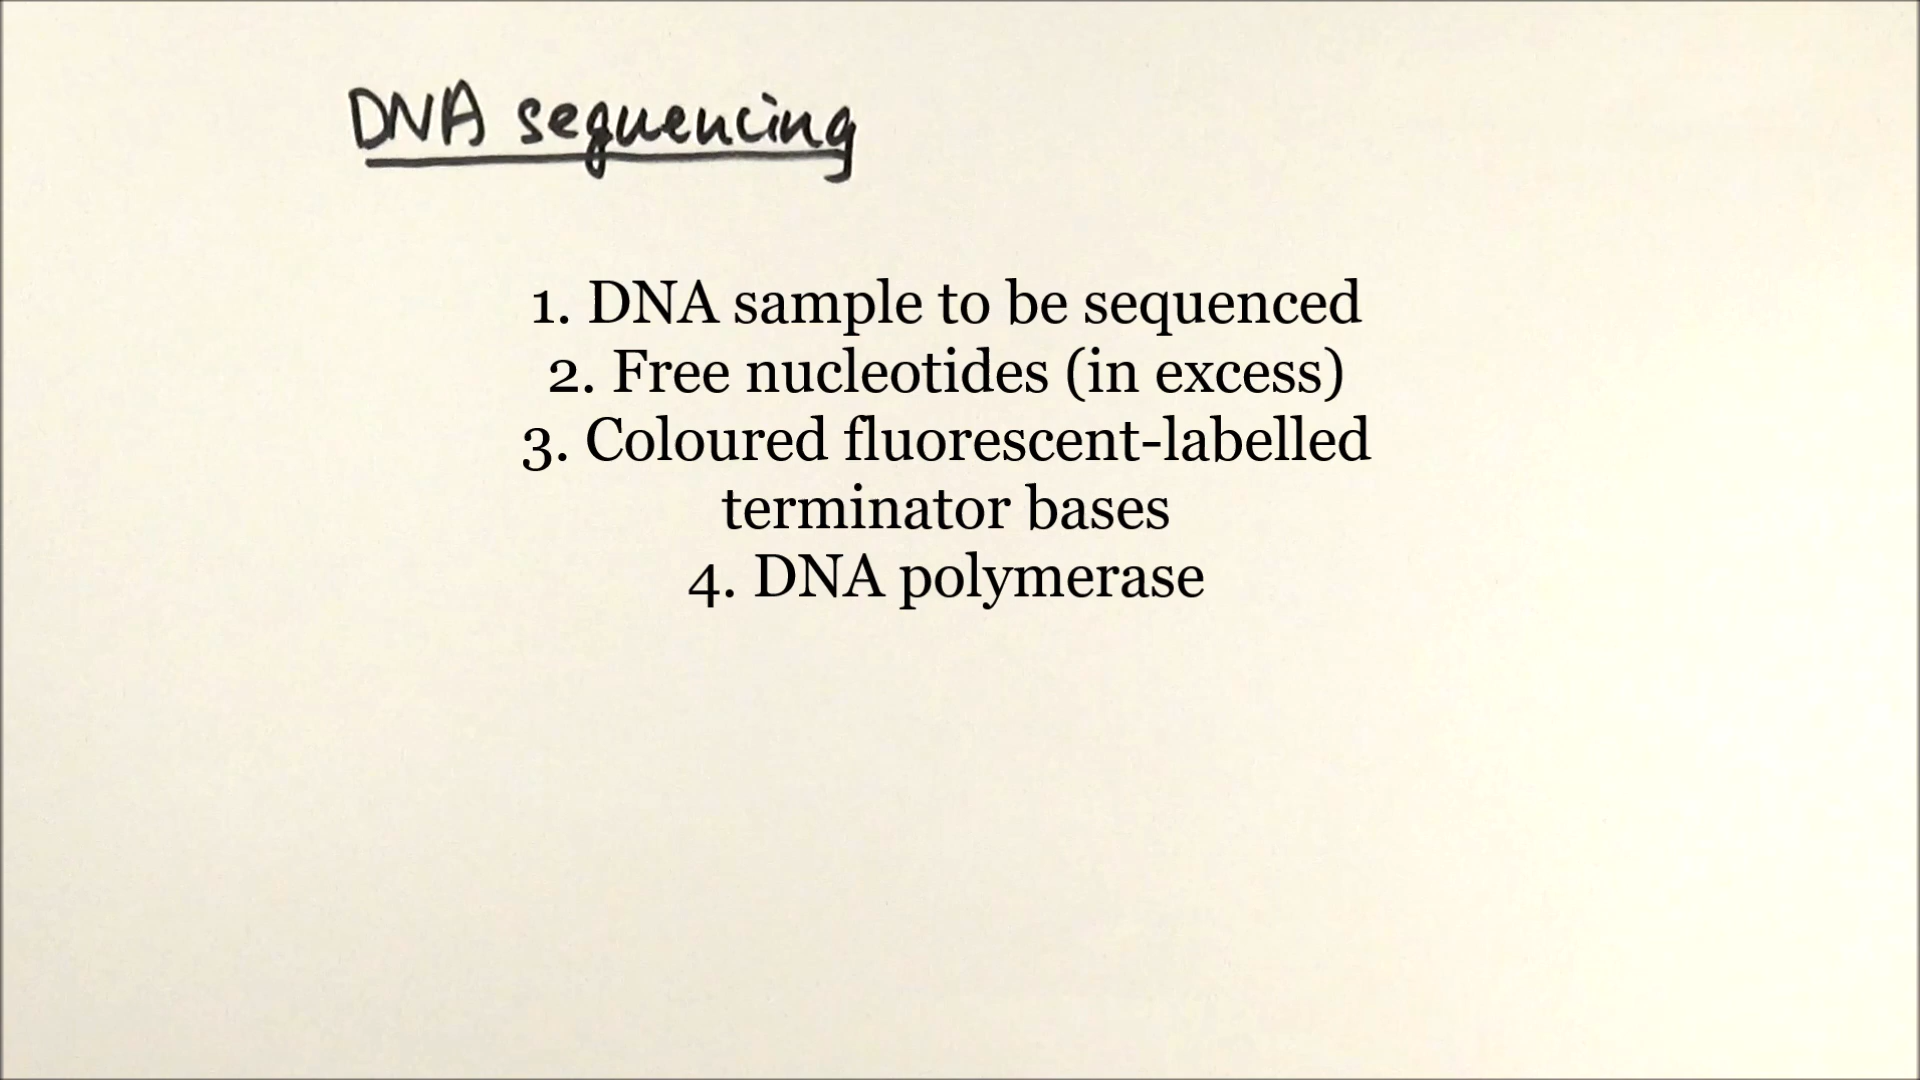 DNA sequencing
1. DNA sample to be sequenced
2. Free nucleotides (in excess)
3. Coloured fluorescent-labelled
terminator bases
4. DNA polymerase